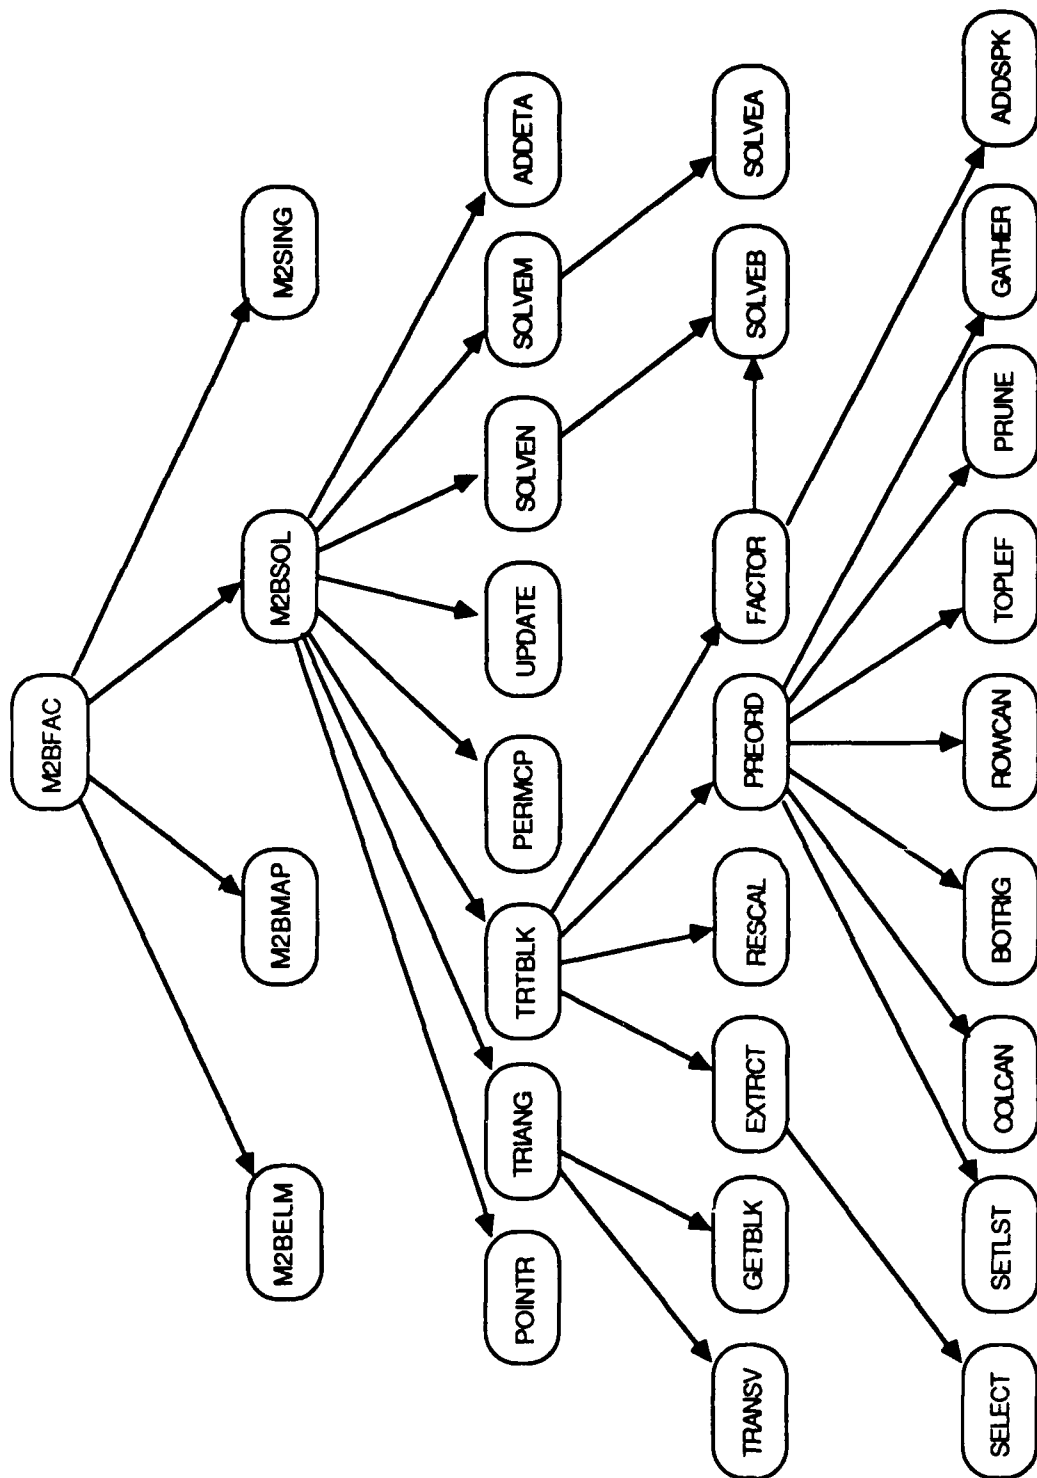 M2BFAC
M2BELM
M2BMAP
M2BSOL
M2SING
POINTR
TRIANG
TRTBLK
PERMCP
UPDATE
SOLVEN
SOLVEM
ADDETA
TRANSV
GETBLK
EXTRCT
RESCAL
PREORD
FACTOR
SOLVEB
SOLVEA
SELECT
SETLST
COLCAN
BOTRIG
ROWCAN
TOPLEF
PRUNE
GATHER
ADDSPK